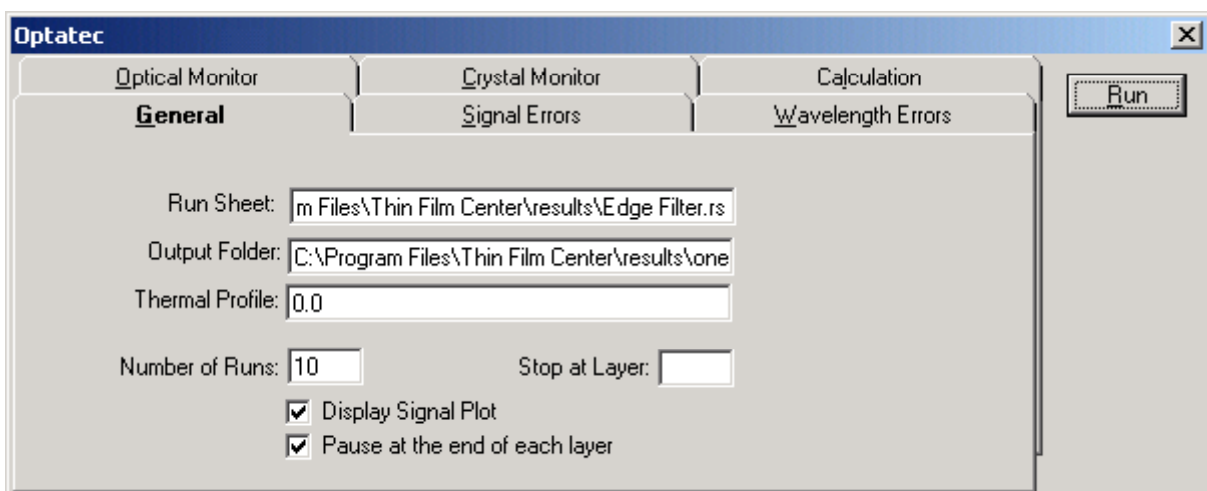 Optatec
Optical Monitor Crystal Monitor Calculation
General Signal Errors Wavelength Errors
Run
Run Sheet: m Files\Thin Film Center\results\Edge Filter.rs
Output Folder: C:\Program Files\Thin Film Center\results\one
Thermal Profile: 0.0
Number of Runs: 10 Stop at Layer:
Display Signal Plot
Pause at the end of each layer